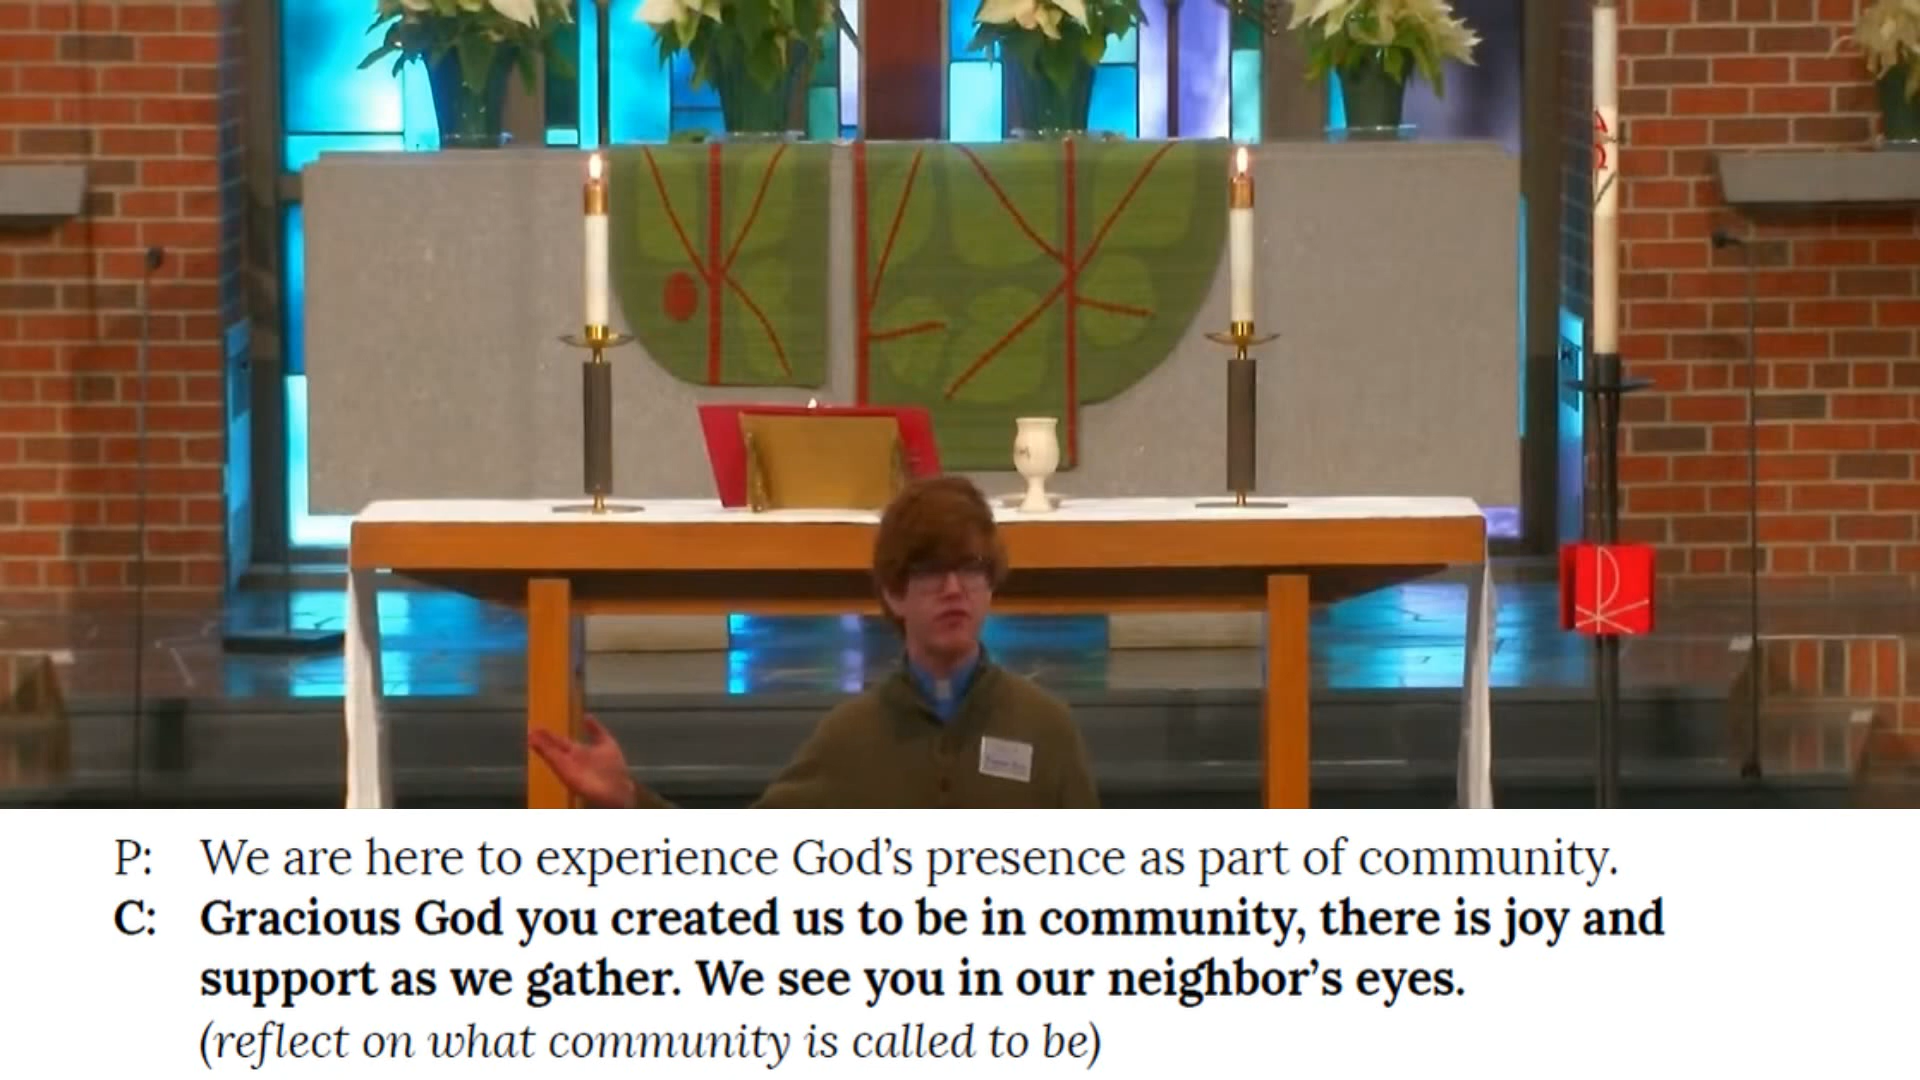 P: We are here to experience God's presence as part of community.
C: Gracious God you created us to be in community, there is joy and
support as we gather. We see you in our neighbor's eyes.
(reflect on what community is called to be)